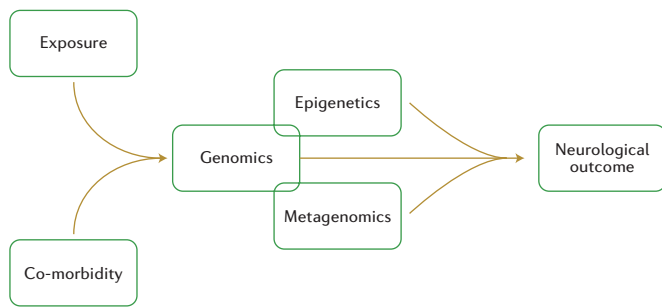 Exposure
Epigenetics
Genomics
Neurological
outcome
Metagenomics
Co-morbidity